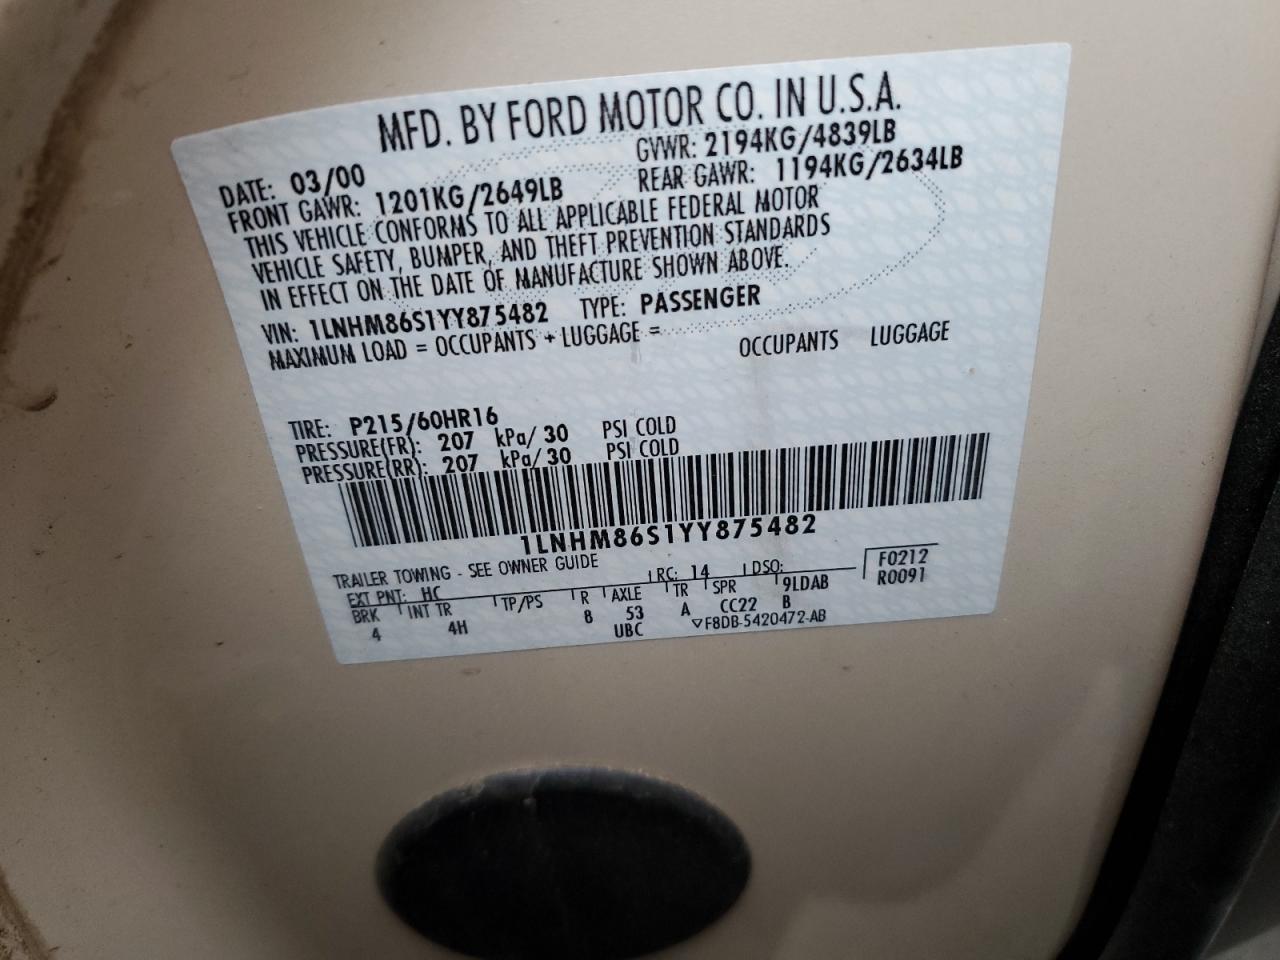 MFD. BY FORD MOTOR CO. IN U.S.A.
DATE: 03/00 GVWR: 2194KG/4839LB
FRONT GAWR: 1201KG/2649LB REAR GAWR: 1194KG/2634LB
THIS VEHICLE CONFORMS TO ALL APPLICABLE FEDERAL MOTOR
VEHICLE SAFETY, BUMPER, AND THEFT PREVENTION STANDARDS
IN EFFECT ON THE DATE OF MANUFACTURE SHOWN ABOVE.
VIN: 1LNHM86S1YY875482 TYPE: PASSENGER
MAXIMUM LOAD = OCCUPANTS + LUGGAGE = OCCUPANTS LUGGAGE
TIRE: P215/60HR16
PRESSURE(FR): 207 kPa/ 30 PSI COLD
PRESSURE(RR): 207 kPa/ 30 PSI COLD
1LNHM86S1YY875482
TRAILER TOWING - SEE OWNER GUIDE
EXT PNT: HC RC: 14 DSO: F0212
BRK INT TR TP/PS R AXLE TR SPR 9LDAB R0091
4 4H 8 53 A CC22 B
UBC ▽F8DB-5420472-AB